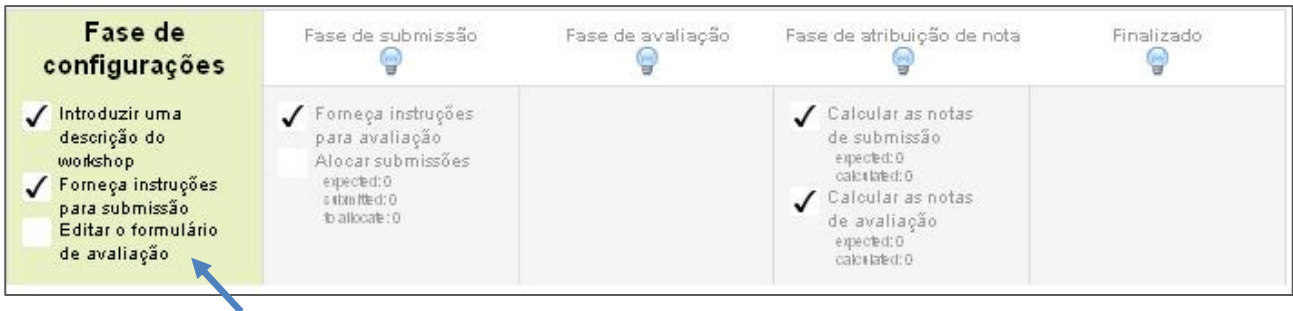 Fase de
configurações
Introduzir uma
descrição do
workshop
Forneça instruções
para submissão
Editar o formulário
de avaliação
Fase de submissão
Forneça instruções
para avaliação
Alocar submissões
expected: 0
submitted: 0
to allocate: 0
Fase de avaliação
Fase de atribuição de nota
Calcular as notas
de submissão
expected: 0
calculated: 0
Calcular as notas
de avaliação
expected: 0
calculated: 0
Finalizado